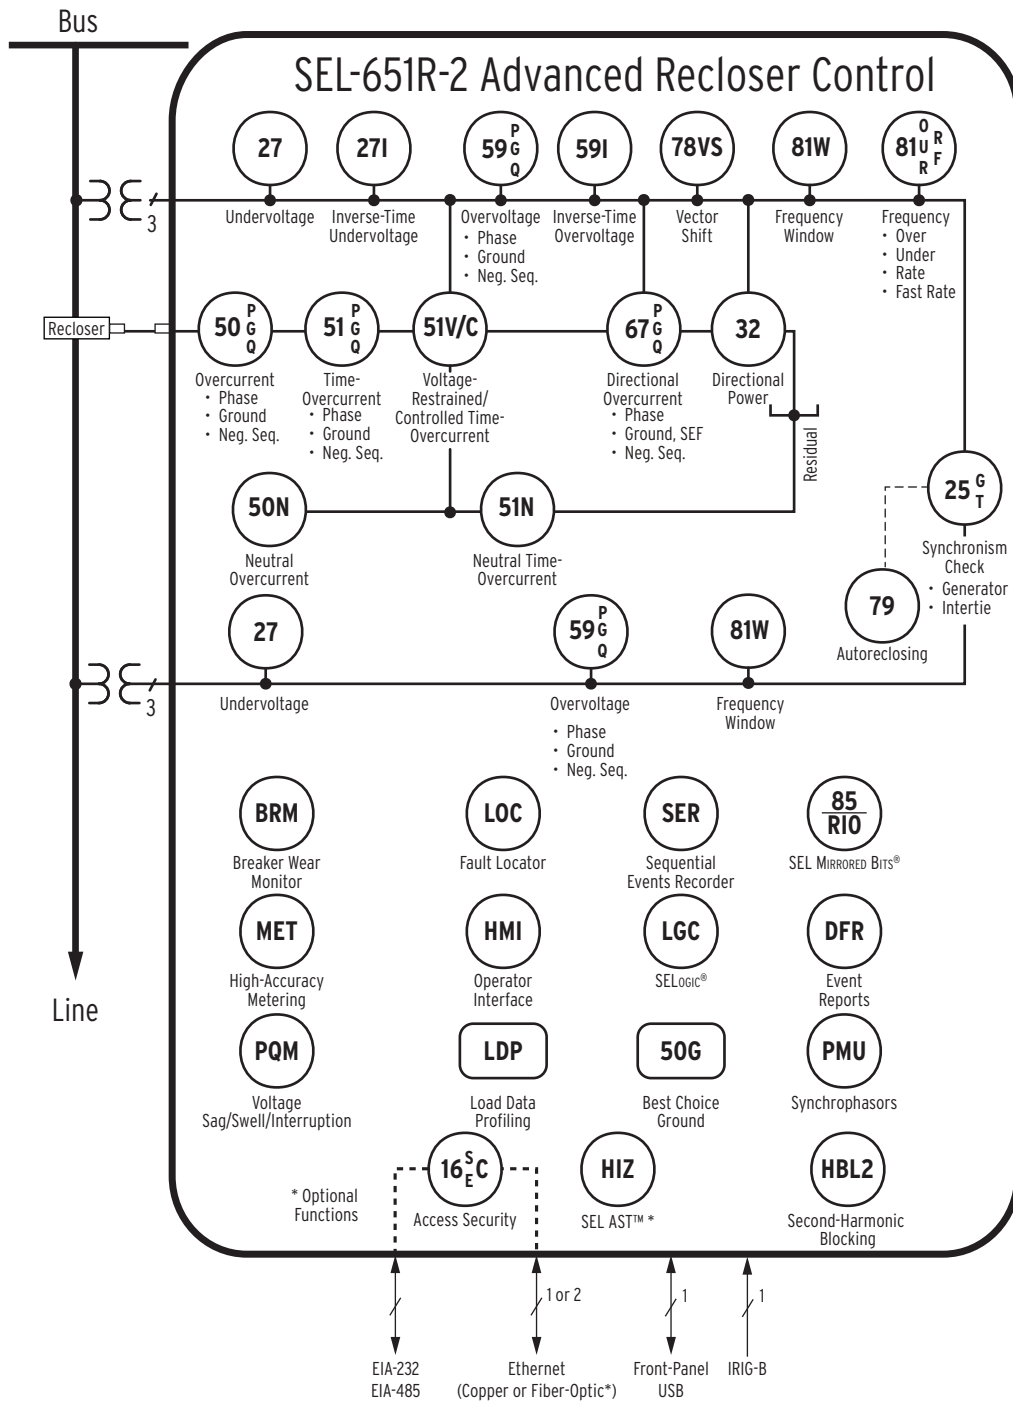 Bus
SEL-651R-2 Advanced Recloser Control
27
27I
59 P G Q
59I
78VS
81W
81 O U R R F
3
Undervoltage
Inverse-Time
Undervoltage
Overvoltage
• Phase
• Ground
• Neg. Seq.
Inverse-Time
Overvoltage
Vector
Shift
Frequency
Window
Frequency
• Over
• Under
• Rate
• Fast Rate
Recloser
50 P G Q
51 P G Q
51V/C
67 P G Q
32
Overcurrent
• Phase
• Ground
• Neg. Seq.
Time-
Overcurrent
• Phase
• Ground
• Neg. Seq.
Voltage-
Restrained/
Controlled Time-
Overcurrent
Directional
Overcurrent
• Phase
• Ground, SEF
• Neg. Seq.
Directional
Power
Residual
25 G T
Synchronism
Check
• Generator
• Intertie
50N
Neutral
Overcurrent
51N
Neutral Time-
Overcurrent
79
Autoreclosing
27
59 P G Q
81W
3
Undervoltage
Overvoltage
• Phase
• Ground
• Neg. Seq.
Frequency
Window
BRM
Breaker Wear
Monitor
LOC
Fault Locator
SER
Sequential
Events Recorder
85
RIO
SEL MIRRORED BITS®
MET
High-Accuracy
Metering
HMI
Operator
Interface
LGC
SELOGIC®
DFR
Event
Reports
Line
PQM
Voltage
Sag/Swell/Interruption
LDP
Load Data
Profiling
50G
Best Choice
Ground
PMU
Synchrophasors
* Optional
Functions
16 S E C
Access Security
HIZ
SEL AST™ *
HBL2
Second-Harmonic
Blocking
1 or 2
1
1
EIA-232
EIA-485
Ethernet
(Copper or Fiber-Optic*)
Front-Panel
USB
IRIG-B